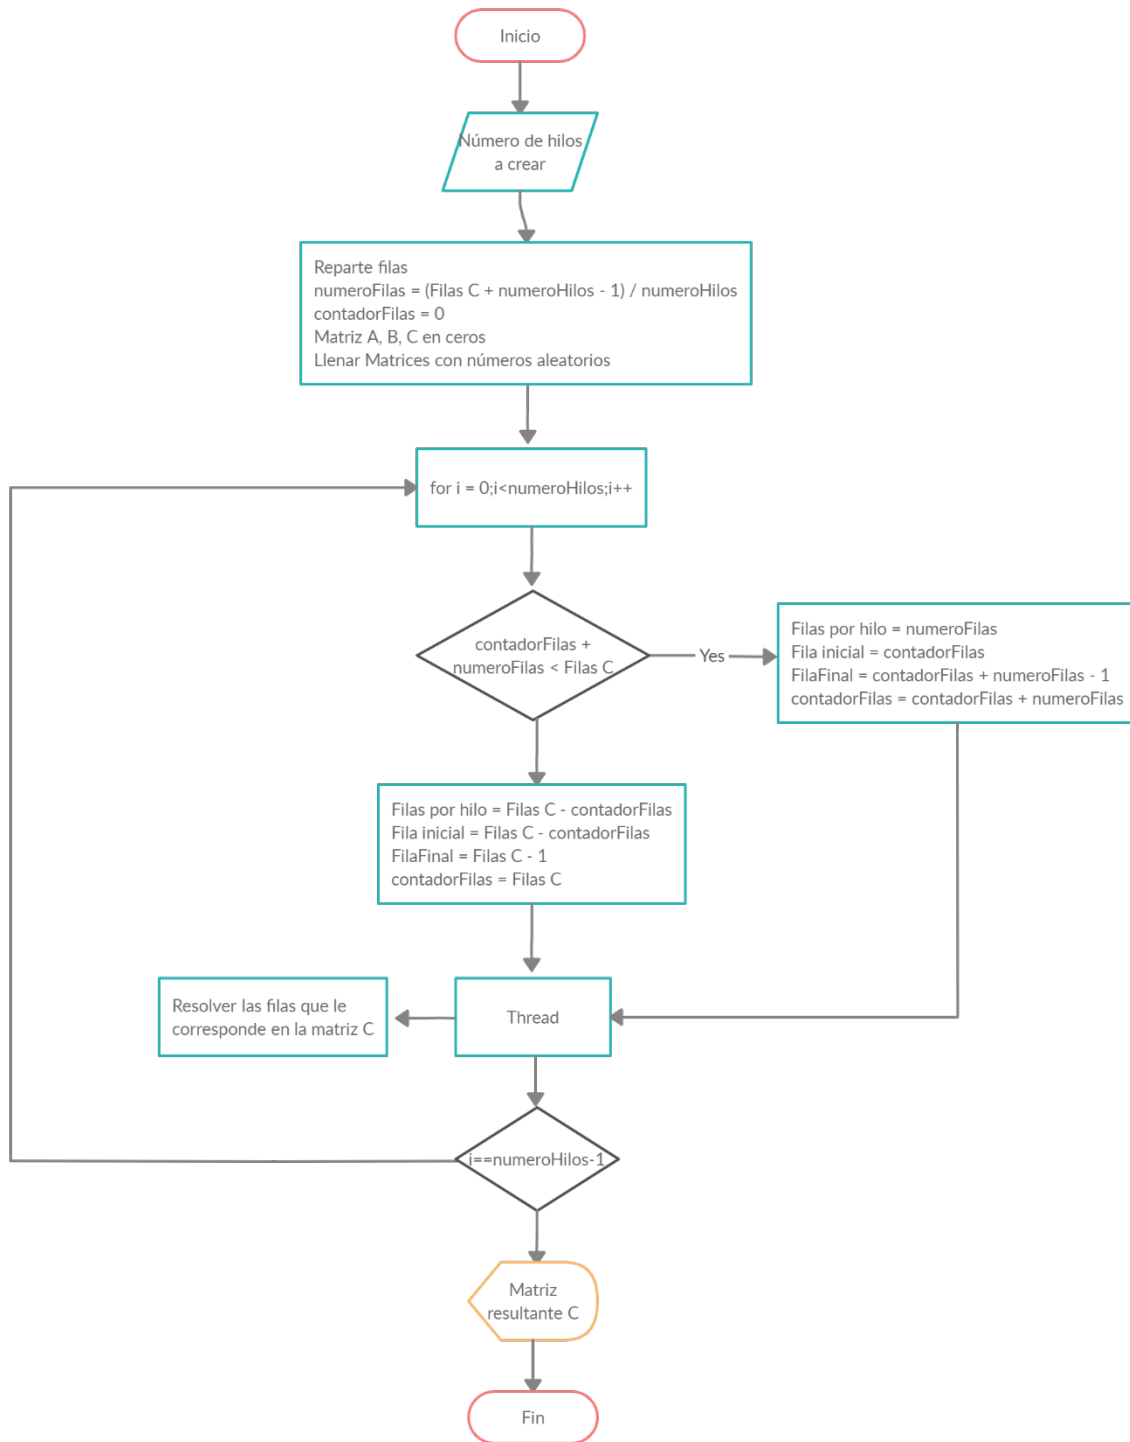 Inicio
Número de hilos
a crear
Reparte filas
numeroFilas = (Filas C + numeroHilos - 1) / numeroHilos
contadorFilas = 0
Matriz A, B, C en ceros
Llenar Matrices con números aleatorios
for i = 0;i<numeroHilos;i++
contadorFilas +
numeroFilas < Filas C
Yes
Filas por hilo = numeroFilas
Fila inicial = contadorFilas
FilaFinal = contadorFilas + numeroFilas - 1
contadorFilas = contadorFilas + numeroFilas
Filas por hilo = Filas C - contadorFilas
Fila inicial = Filas C - contadorFilas
FilaFinal = Filas C - 1
contadorFilas = Filas C
Thread
Resolver las filas que le
corresponde en la matriz C
i==numeroHilos-1
Matriz
resultante C
Fin